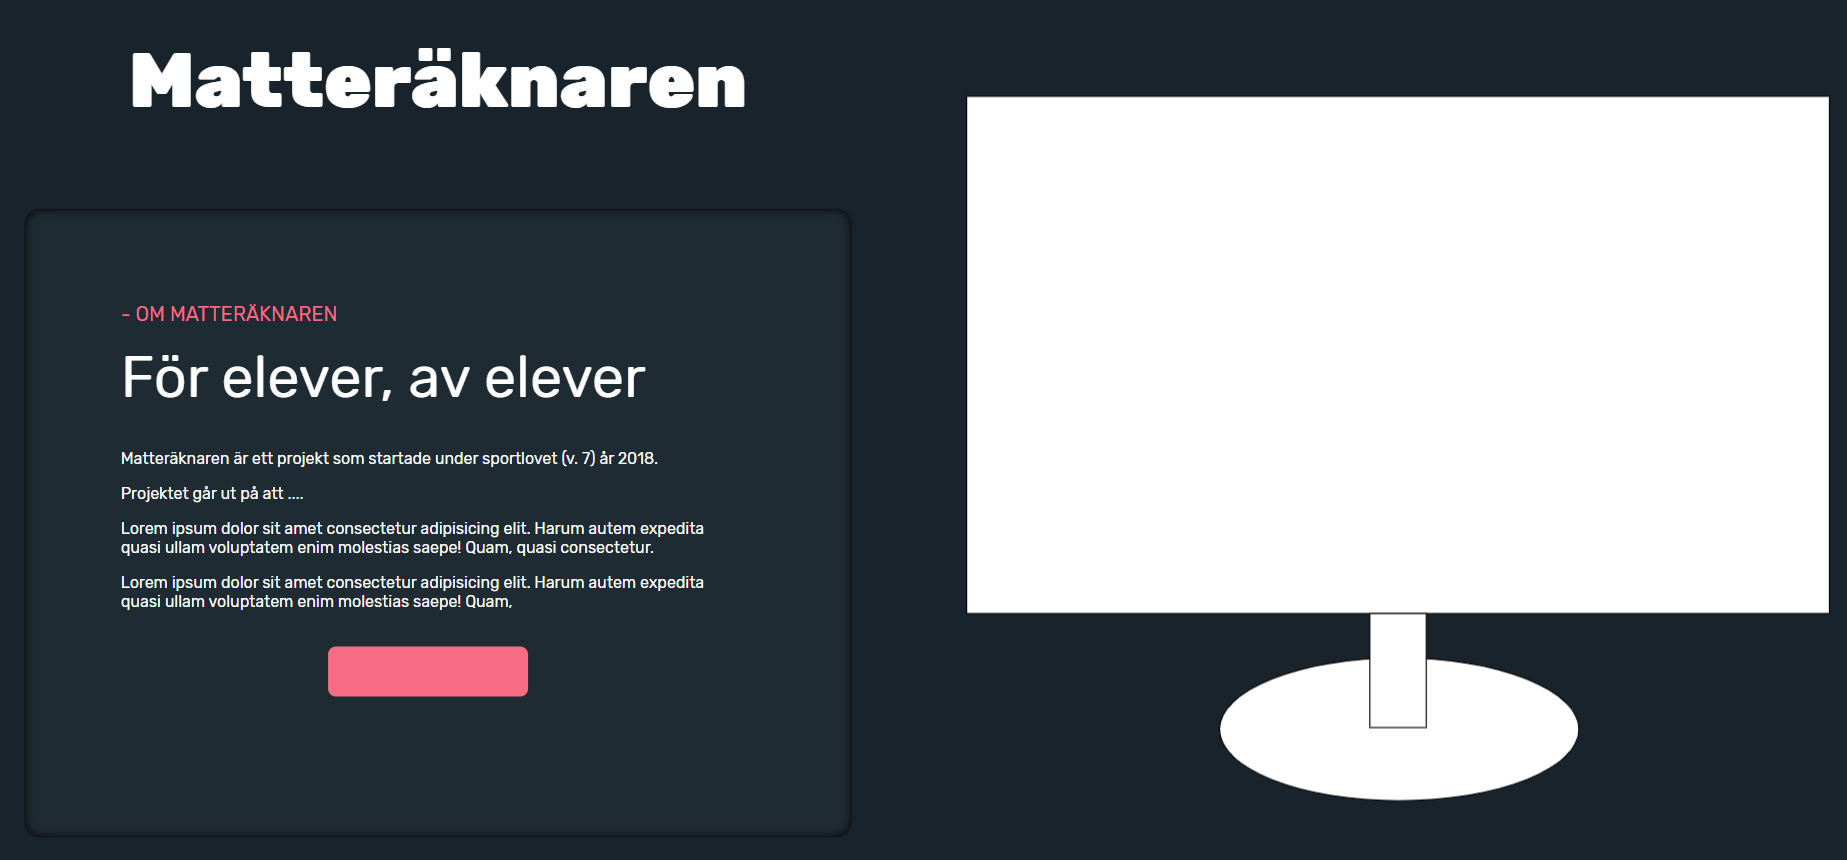 Matteräknaren
- OM MATTERÄKNAREN
För elever, av elever
Matteräknaren är ett projekt som startade under sportlovet (v. 7) år 2018.
Projektet går ut på att ....
Lorem ipsum dolor sit amet consectetur adipisicing elit. Harum autem expedita
quasi ullam voluptatem enim molestias saepe! Quam, quasi consectetur.
Lorem ipsum dolor sit amet consectetur adipisicing elit. Harum autem expedita
quasi ullam voluptatem enim molestias saepe! Quam,